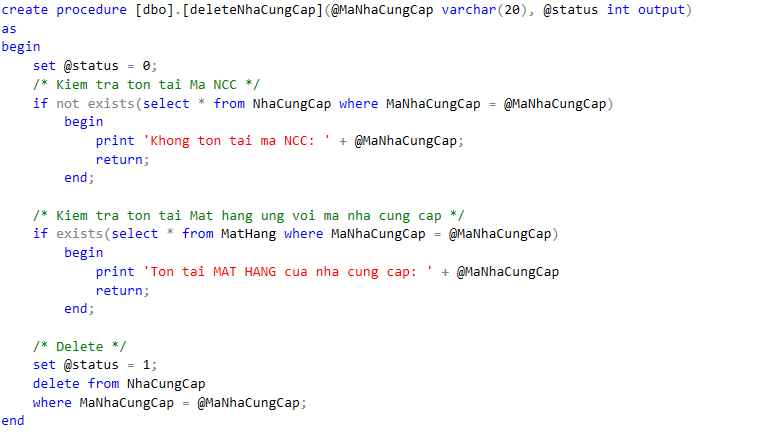 create procedure [dbo].[deleteNhaCungCap](@MaNhaCungCap varchar(20), @status int output)
as
begin
    set @status = 0;
    /* Kiem tra ton tai Ma NCC */
    if not exists(select * from NhaCungCap where MaNhaCungCap = @MaNhaCungCap)
        begin
            print 'Khong ton tai ma NCC: ' + @MaNhaCungCap;
            return;
        end;

    /* Kiem tra ton tai Mat hang ung voi ma nha cung cap */
    if exists(select * from MatHang where MaNhaCungCap = @MaNhaCungCap)
        begin
            print 'Ton tai MAT HANG cua nha cung cap: ' + @MaNhaCungCap
            return;
        end;

    /* Delete */
    set @status = 1;
    delete from NhaCungCap
    where MaNhaCungCap = @MaNhaCungCap;
end